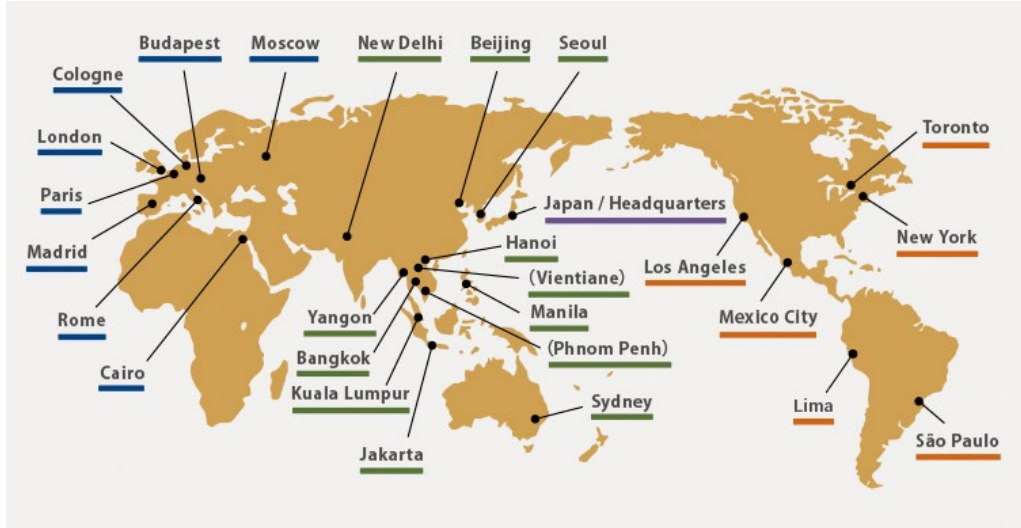 Budapest
Moscow
New Delhi
Beijing
Seoul
Cologne
London
Toronto
Paris
Japan / Headquarters
New York
Madrid
Hanoi
Los Angeles
(Vientiane)
Rome
Yangon
Manila
Mexico City
Bangkok
(Phnom Penh)
Cairo
Kuala Lumpur
Sydney
Lima
São Paulo
Jakarta